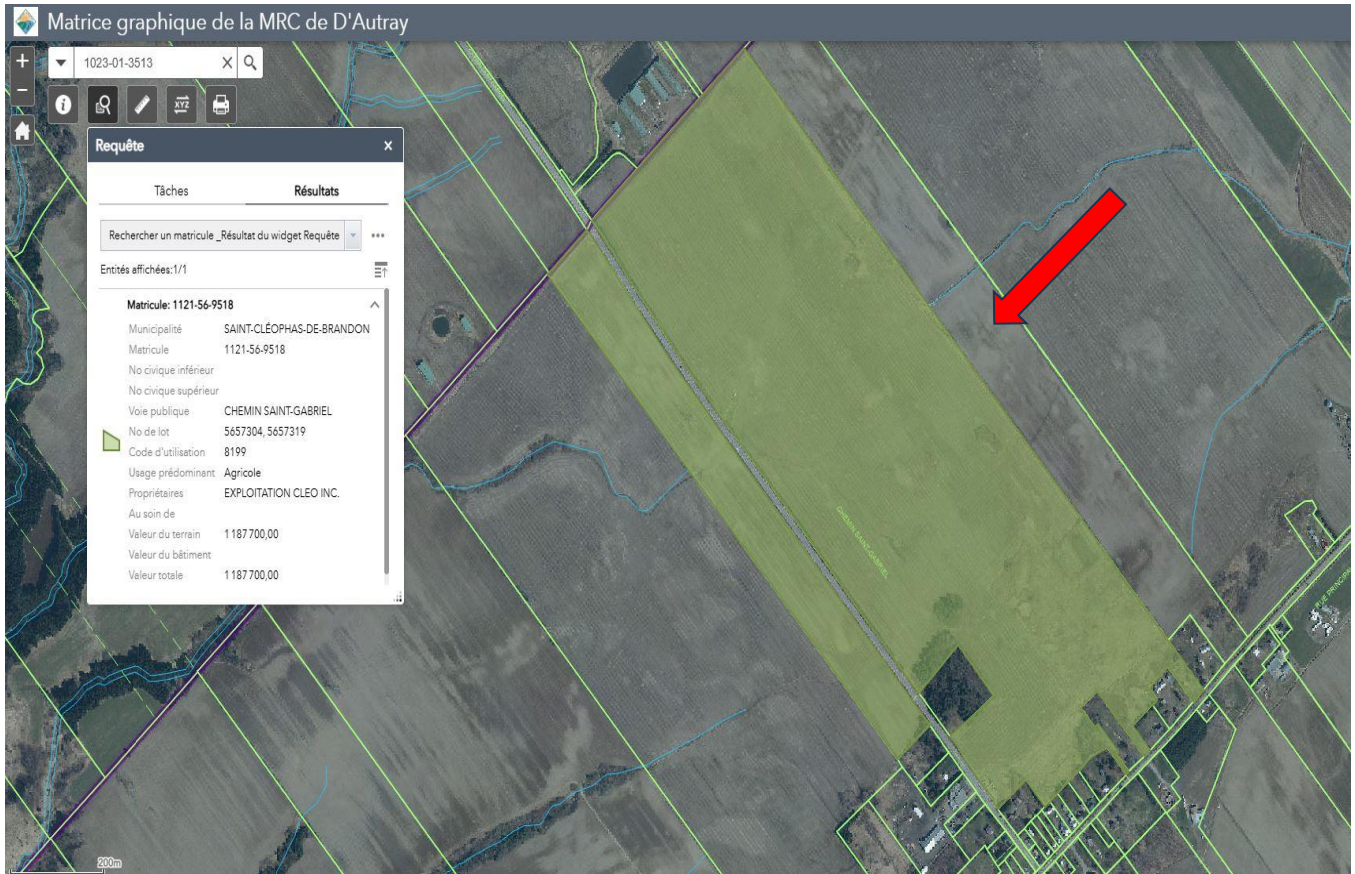 Matrice graphique de la MRC de D'Autray
+
1023-01-3513
−
i
XYZ
Requête
Tâches Résultats
Rechercher un matricule _Résultat du widget Requête
Entités affichées:1/1
Matricule: 1121-56-9518
Municipalité SAINT-CLÉOPHAS-DE-BRANDON
Matricule 1121-56-9518
No civique inférieur
No civique supérieur
Voie publique CHEMIN SAINT-GABRIEL
No de lot 5657304, 5657319
Code d'utilisation 8199
Usage prédominant Agricole
Propriétaires EXPLOITATION CLEO INC.
Au soin de
Valeur du terrain 1 187 700,00
Valeur du bâtiment
Valeur totale 1 187 700,00
CHEMIN SAINT-GABRIEL
RUE PRINCIPAL
200m